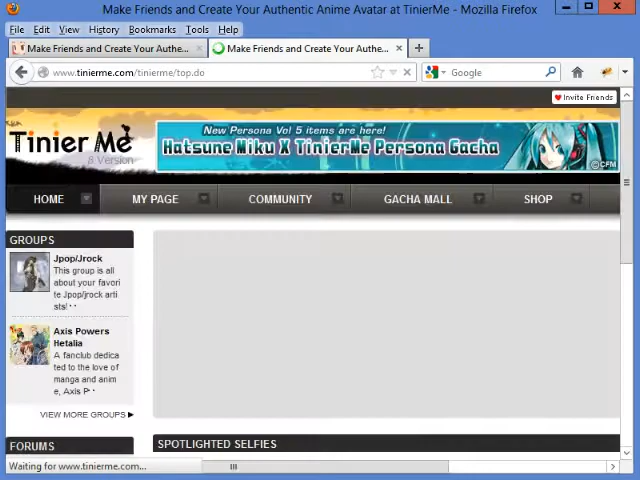 Make Friends and Create Your Authentic Anime Avatar at TinierMe - Mozilla Firefox
File Edit View History Bookmarks Tools Help
Make Friends and Create Your Authe...
Make Friends and Create Your Authe...
www.tinierme.com/tinierme/top.do
Google
Invite Friends
TinierMe
β Version
New Persona Vol 5 items are here!
Hatsune Miku X TinierMe Persona Gacha
©CFM
HOME
MY PAGE
COMMUNITY
GACHA MALL
SHOP
GROUPS
Jpop/Jrock
This group is all
about your favori
te Jpop/jrock arti
sts!··
Axis Powers
Hetalia
A fanclub dedica
ted to the love of
manga and anim
e, Axis P··
VIEW MORE GROUPS ▶
SPOTLIGHTED SELFIES
FORUMS
Waiting for www.tinierme.com...